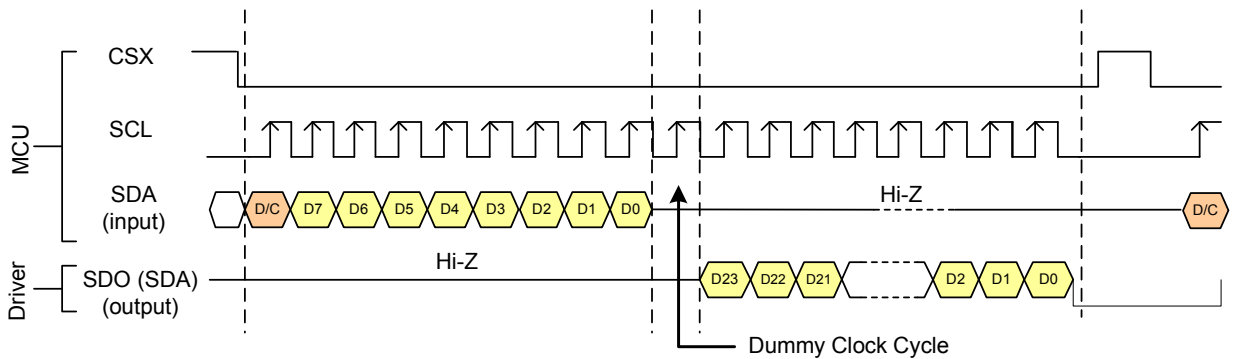 MCU
CSX
SCL
SDA
(input)
D/C D7 D6 D5 D4 D3 D2 D1 D0
Hi-Z
D/C
Driver
SDO (SDA)
(output)
Hi-Z
D23 D22 D21 D2 D1 D0
Dummy Clock Cycle